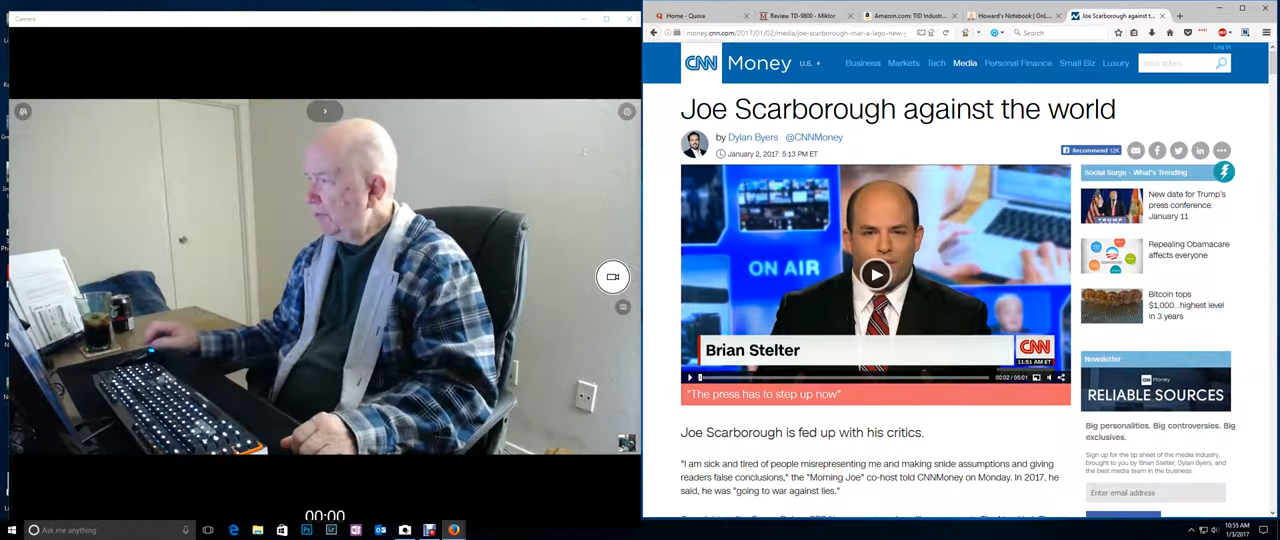 Camera
00:00
Home - Quora
Review TD-9800 - Miklor
Amazon.com: TID Industr...
Howard's Notebook | OnL...
Joe Scarborough against t...
money.cnn.com/2017/01/02/media/joe-scarborough-mar-a-lago-new-y
Search
Log In
CNN Money U.S. +
Business Markets Tech Media Personal Finance Small Biz Luxury
stock tickers
Joe Scarborough against the world
by Dylan Byers @CNNMoney
January 2, 2017: 5:13 PM ET
Recommend 12K
ON AIR
Brian Stelter
CNN
11:51 AM ET
00:02 / 05:01
"The press has to step up now"
Joe Scarborough is fed up with his critics.
"I am sick and tired of people misrepresenting me and making snide assumptions and giving
readers false conclusions," the "Morning Joe" co-host told CNNMoney on Monday. In 2017, he
said, he was "going to war against lies."
Social Surge - What's Trending
New date for Trump's
press conference:
January 11
TRUMP
Repealing Obamacare
affects everyone
Bitcoin tops
$1,000...highest level
in 3 years
Newsletter
CNN Money
RELIABLE SOURCES
Big personalities. Big controversies. Big
exclusives.
Sign up for the tip sheet of the media industry,
brought to you by Brian Stelter, Dylan Byers, and
the best media team in the business.
Enter email address
Ask me anything
10:55 AM
1/3/2017